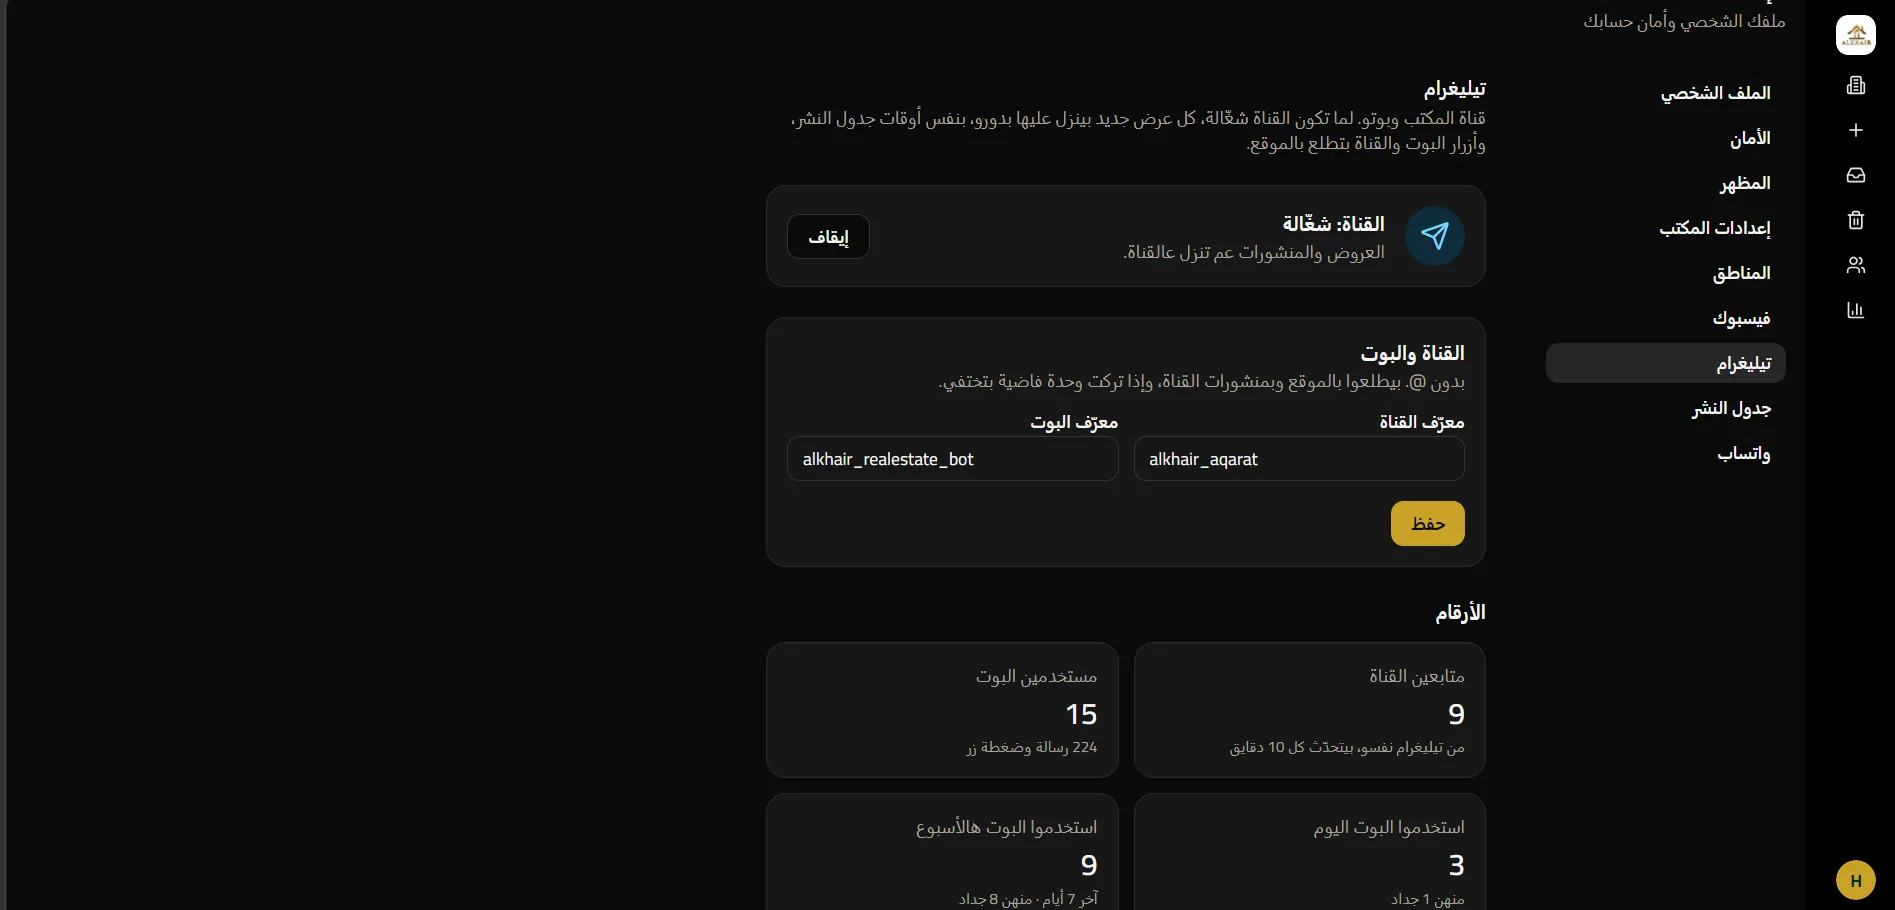 ALKHAIR
ملفك الشخصي وأمان حسابك
الملف الشخصي
الأمان
المظهر
إعدادات المكتب
المناطق
فيسبوك
تيليغرام
جدول النشر
واتساب
تيليغرام
قناة المكتب وبوتو. لما تكون القناة شغّالة، كل عرض جديد بينزل عليها بدورو، بنفس أوقات جدول النشر،
وأزرار البوت والقناة بتطلع بالموقع.
القناة: شغّالة
العروض والمنشورات عم تنزل عالقناة.
إيقاف
القناة والبوت
بدون @. بيطلعوا بالموقع وبمنشورات القناة، وإذا تركت وحدة فاضية بتختفي.
معرّف القناة
alkhair_aqarat
معرّف البوت
alkhair_realestate_bot
حفظ
الأرقام
متابعين القناة
9
من تيليغرام نفسو، بيتحدّث كل 10 دقايق
مستخدمين البوت
15
224 رسالة وضغطة زر
استخدموا البوت اليوم
3
منهن 1 جداد
استخدموا البوت هالأسبوع
9
آخر 7 أيام · منهن 8 جداد
H